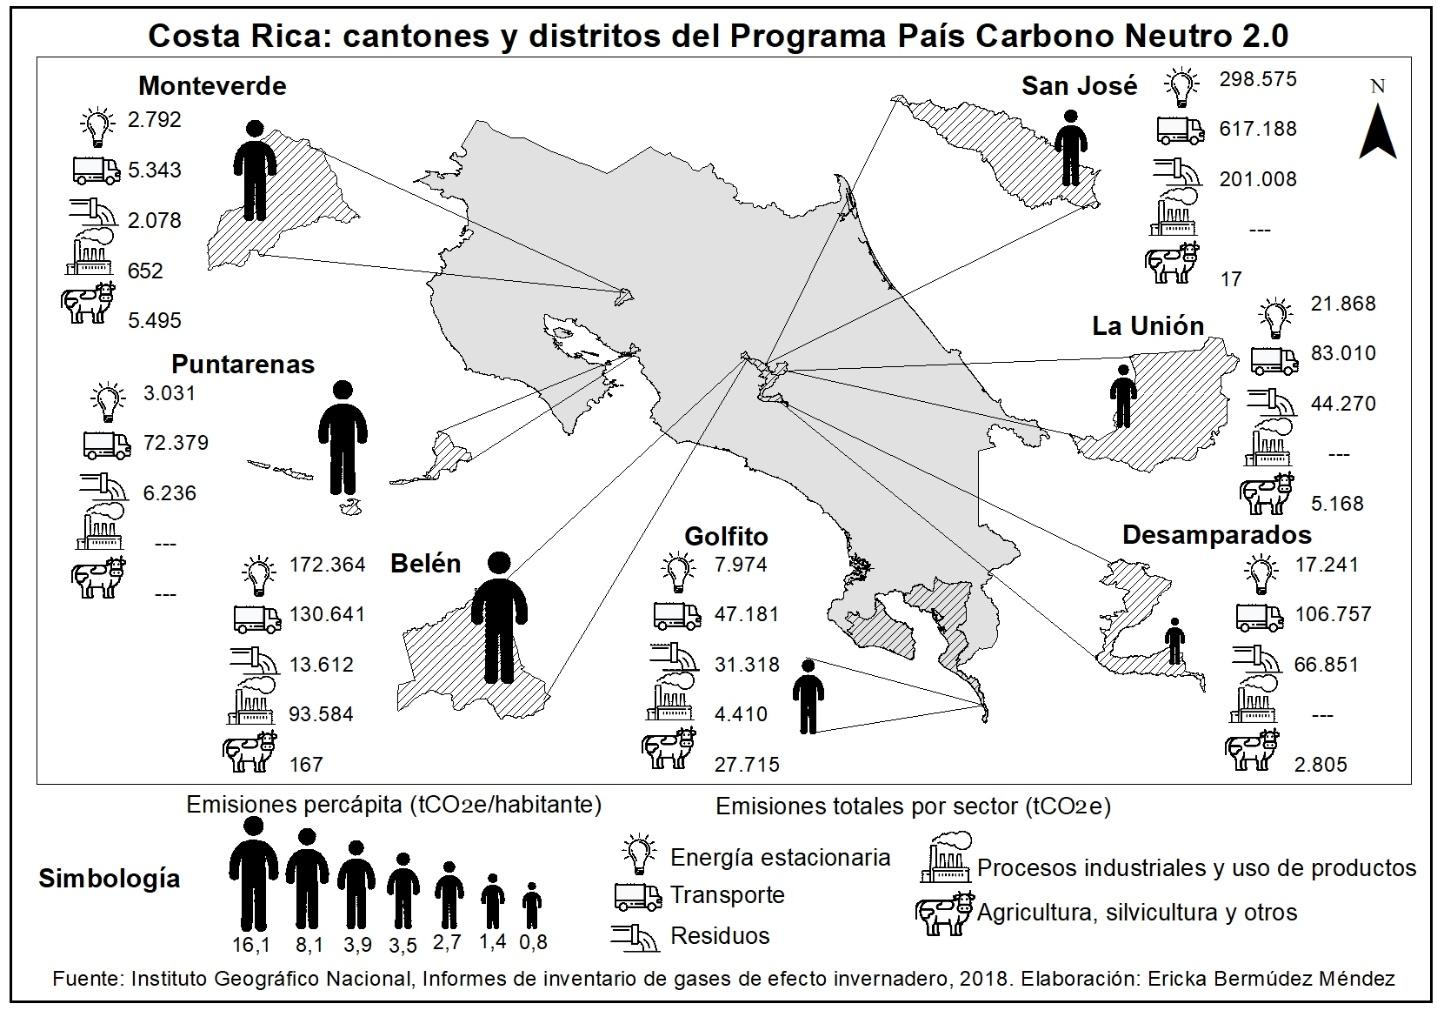 Costa Rica: cantones y distritos del Programa País Carbono Neutro 2.0
Monteverde
2.792
5.343
2.078
652
5.495
San José
298.575
617.188
201.008
---
17
N
Puntarenas
3.031
72.379
6.236
---
---
La Unión
21.868
83.010
44.270
---
5.168
Belén
172.364
130.641
13.612
93.584
167
Golfito
7.974
47.181
31.318
4.410
27.715
Desamparados
17.241
106.757
66.851
---
2.805
Simbología
Emisiones percápita (tCO2e/habitante)
16,1 8,1 3,9 3,5 2,7 1,4 0,8
Emisiones totales por sector (tCO2e)
Energía estacionaria
Transporte
Residuos
Procesos industriales y uso de productos
Agricultura, silvicultura y otros
Fuente: Instituto Geográfico Nacional, Informes de inventario de gases de efecto invernadero, 2018. Elaboración: Ericka Bermúdez Méndez